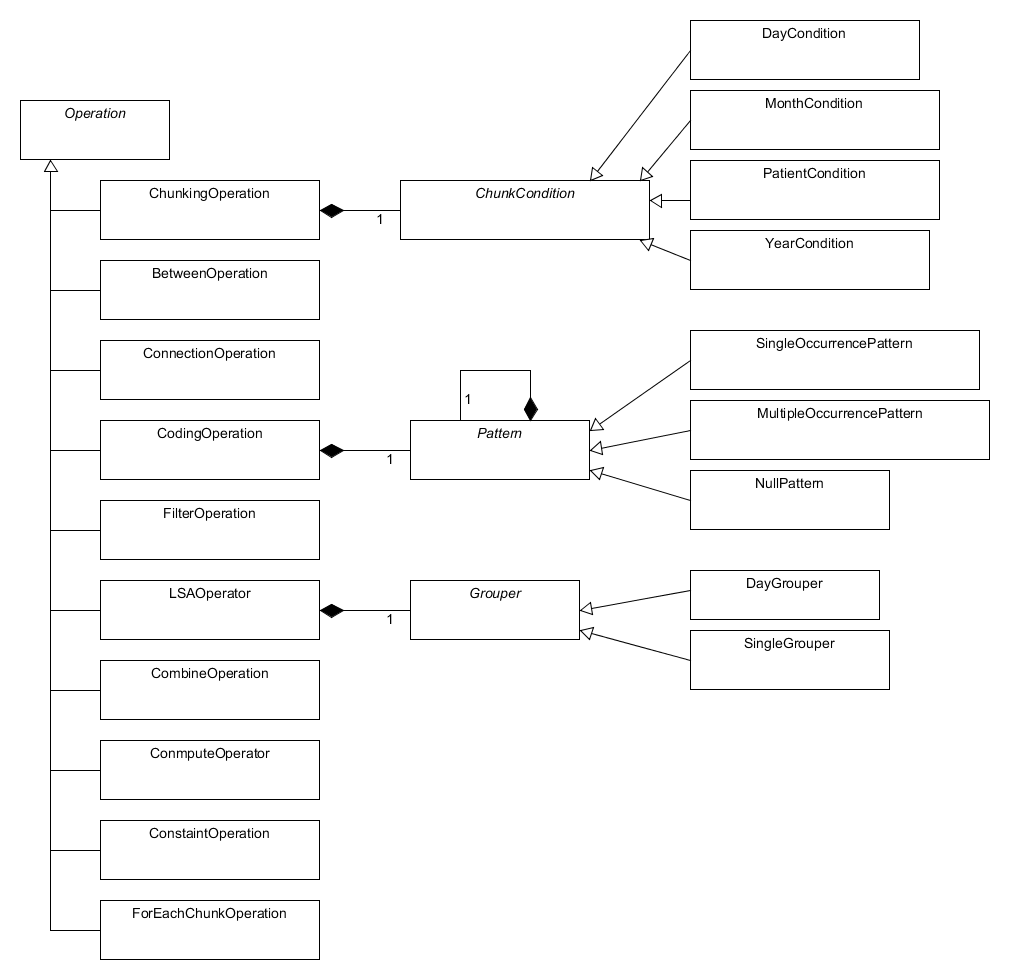 DayCondition
MonthCondition
Operation
PatientCondition
ChunkingOperation
1
ChunkCondition
YearCondition
BetweenOperation
ConnectionOperation
SingleOccurrencePattern
1
MultipleOccurrencePattern
CodingOperation
1
Pattern
NullPattern
FilterOperation
LSAOperator
1
Grouper
DayGrouper
SingleGrouper
CombineOperation
ConmputeOperator
ConstaintOperation
ForEachChunkOperation